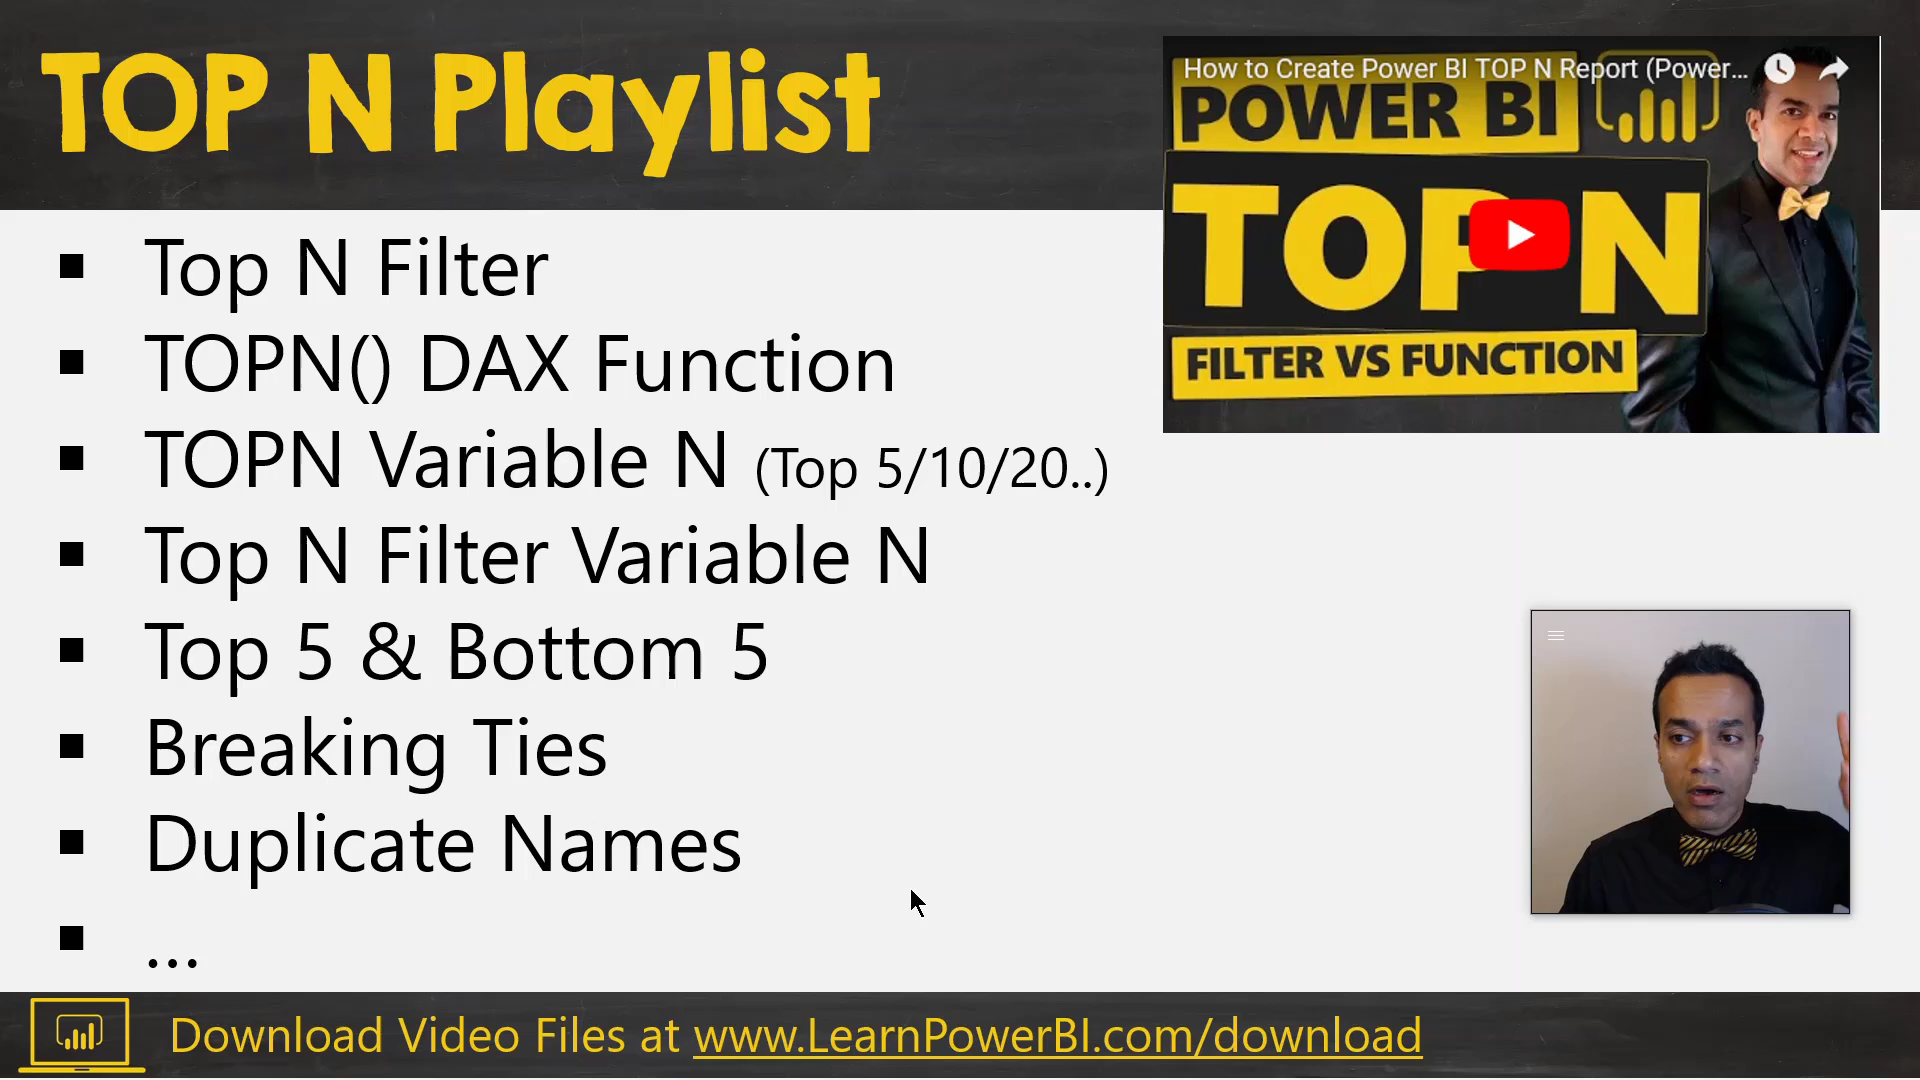 TOP N Playlist
How to Create Power BI TOP N Report (Power...
POWER BI
TOP N
FILTER VS FUNCTION
Top N Filter
TOPN() DAX Function
TOPN Variable N (Top 5/10/20..)
Top N Filter Variable N
Top 5 & Bottom 5
Breaking Ties
Duplicate Names
...
Download Video Files at www.LearnPowerBI.com/download